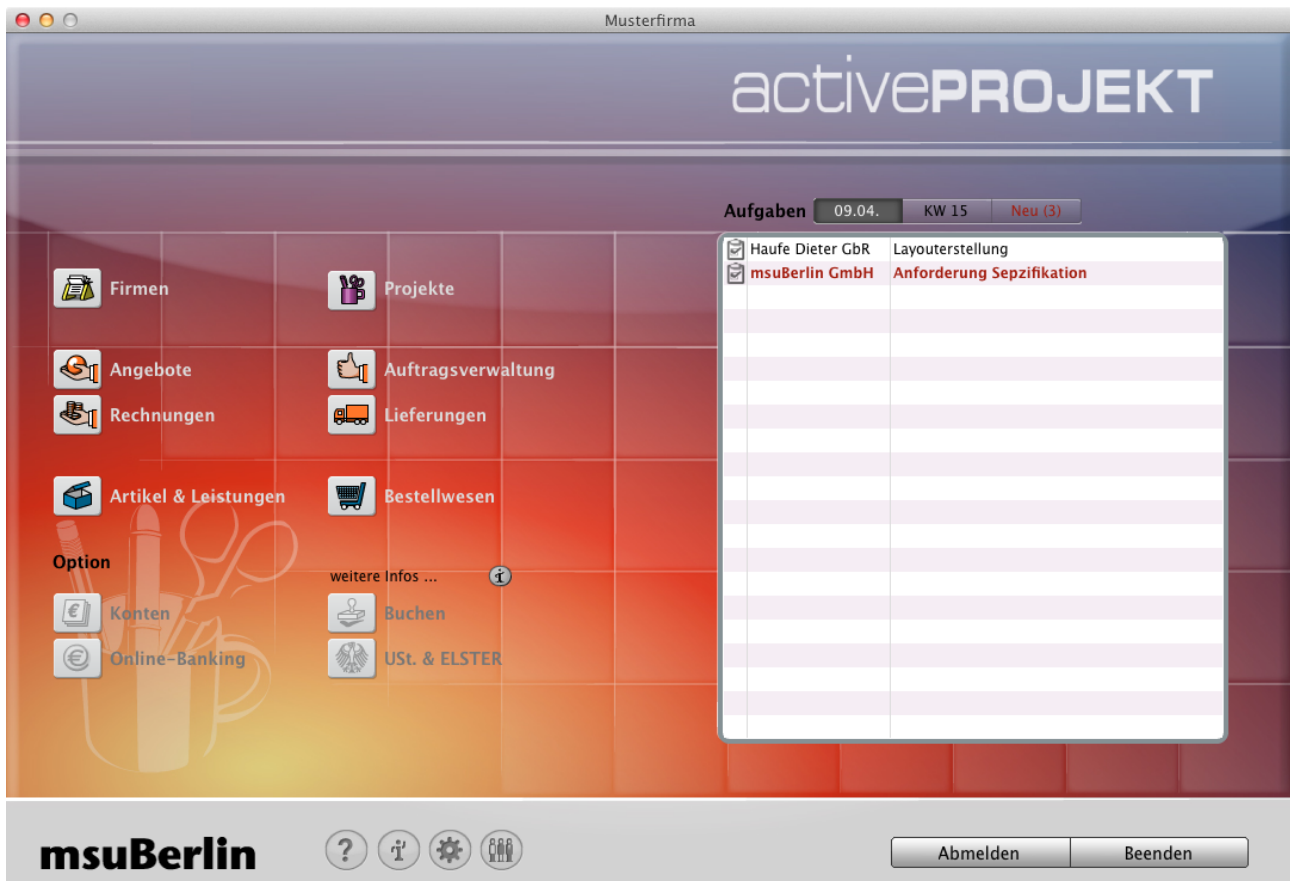 Musterfirma
activePROJEKT
Aufgaben 09.04. KW 15 Neu (3)
Haufe Dieter GbR Layouterstellung
msuBerlin GmbH Anforderung Sepzifikation
Firmen Projekte
Angebote Auftragsverwaltung
Rechnungen Lieferungen
Artikel & Leistungen Bestellwesen
Option
weitere Infos ...
Konten Buchen
Online-Banking USt. & ELSTER
msuBerlin
Abmelden Beenden